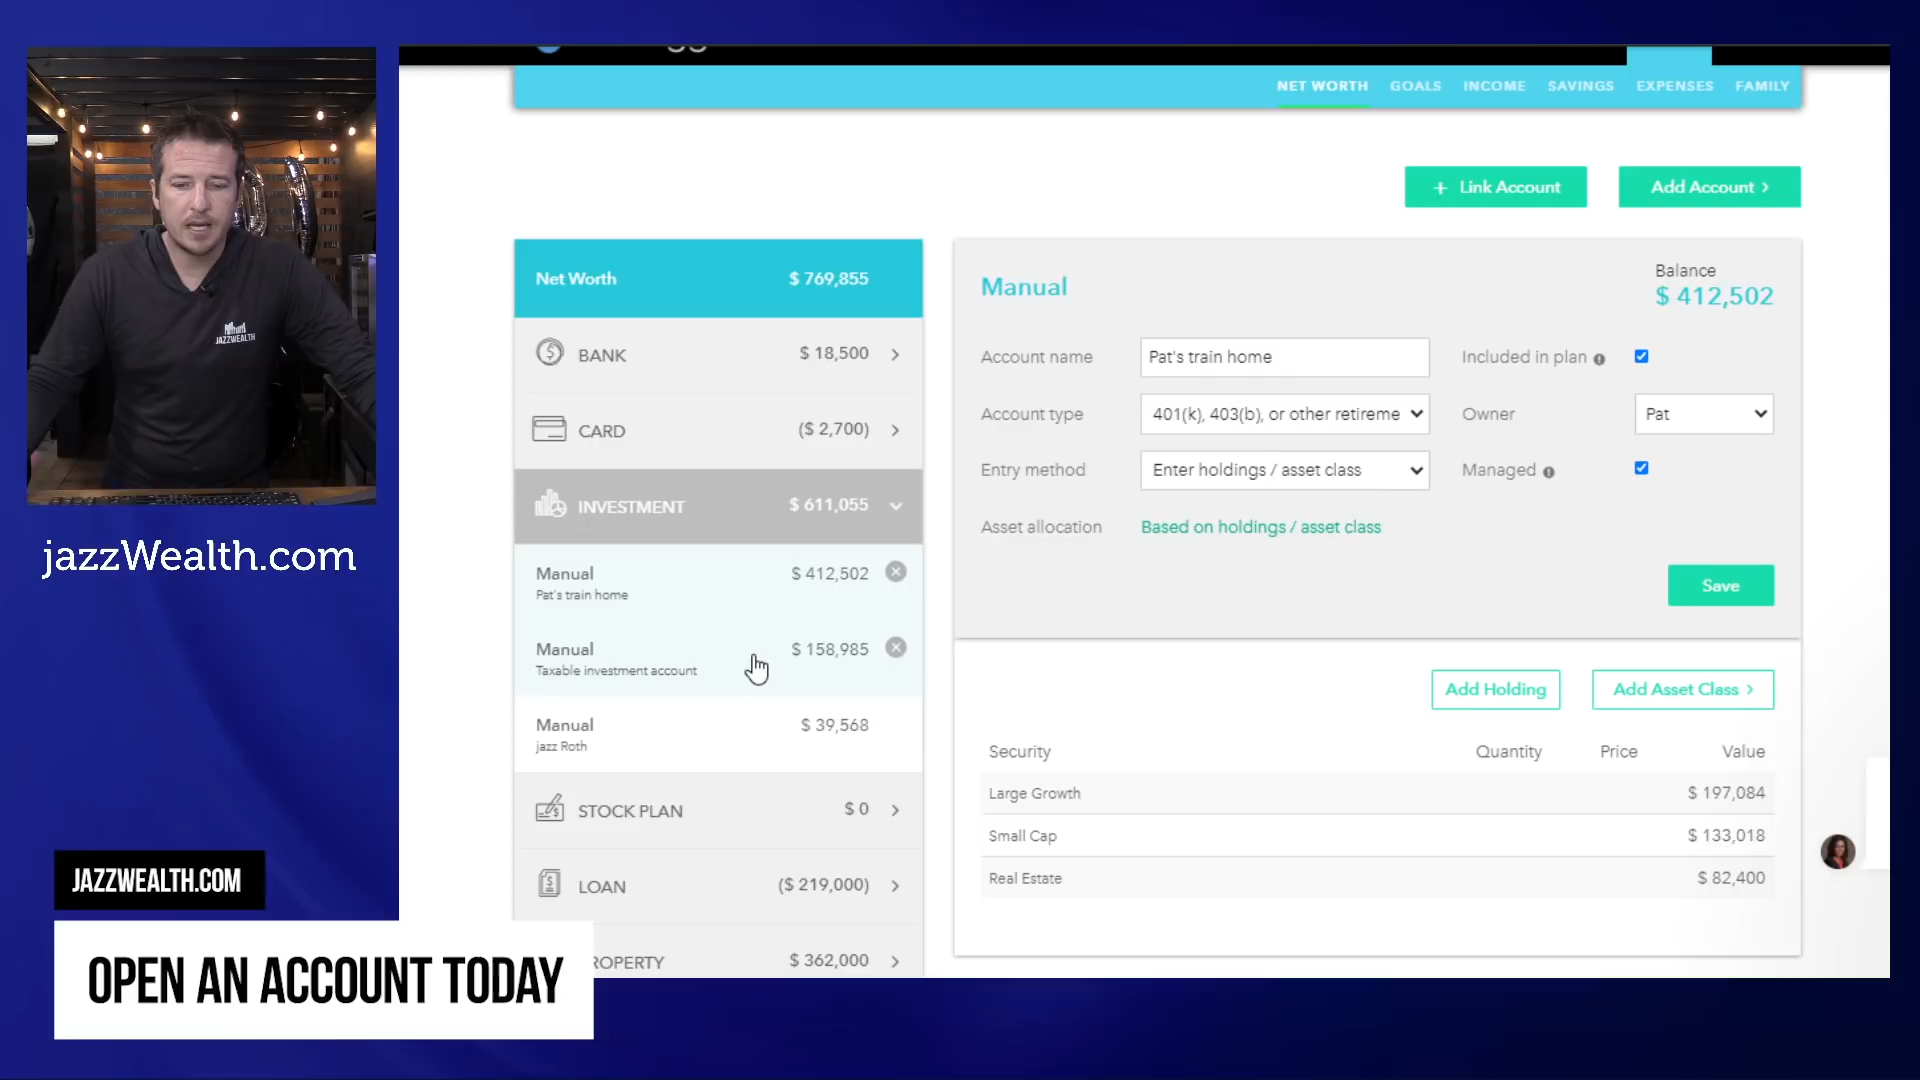 NET WORTH GOALS INCOME SAVINGS EXPENSES FAMILY
+ Link Account
Add Account >
Net Worth $ 769,855
BANK $ 18,500
CARD ($ 2,700)
INVESTMENT $ 611,055
Manual $ 412,502
Pat's train home
Manual $ 158,985
Taxable investment account
Manual $ 39,568
jazz Roth
STOCK PLAN $ 0
LOAN ($ 219,000)
ROPERTY $ 362,000
Manual
Balance
$ 412,502
Account name Pat's train home Included in plan
Account type 401(k), 403(b), or other retireme Owner Pat
Entry method Enter holdings / asset class Managed
Asset allocation Based on holdings / asset class
Save
Add Holding
Add Asset Class >
Security Quantity Price Value
Large Growth $ 197,084
Small Cap $ 133,018
Real Estate $ 82,400
JAZZWEALTH
jazzWealth.com
JAZZWEALTH.COM
OPEN AN ACCOUNT TODAY